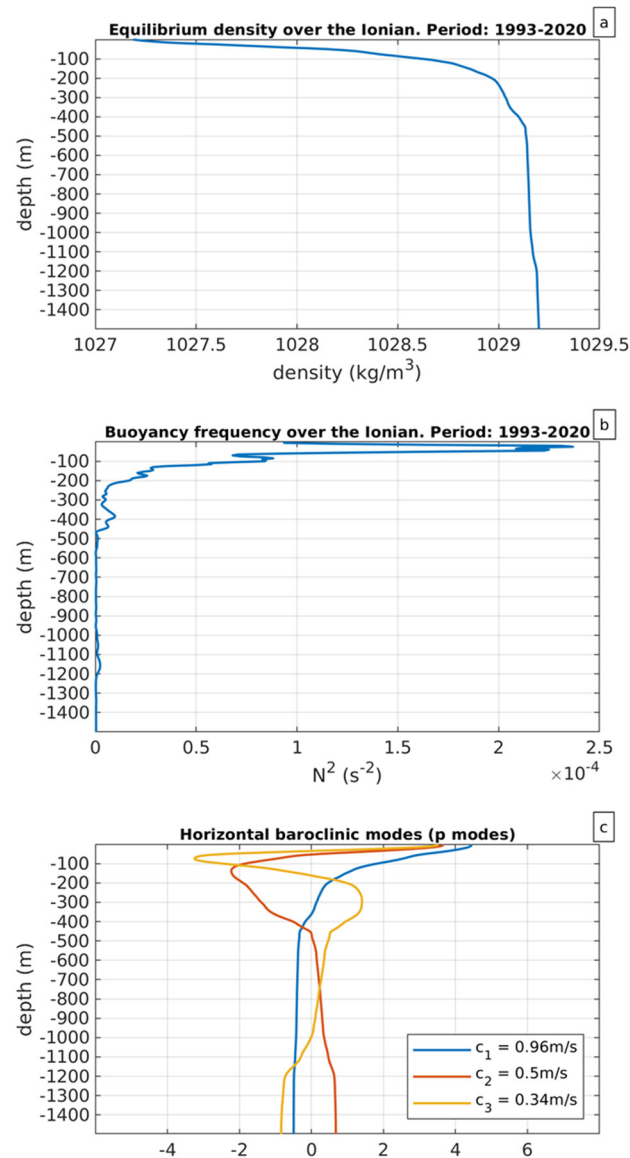 Equilibrium density over the Ionian. Period: 1993-2020
a
-100
-200
-300
-400
-500
-600
-700
-800
-900
-1000
-1100
-1200
-1300
-1400
depth (m)
1027 1027.5 1028 1028.5 1029 1029.5
density (kg/m³)
Buoyancy frequency over the Ionian. Period: 1993-2020
b
-100
-200
-300
-400
-500
-600
-700
-800
-900
-1000
-1100
-1200
-1300
-1400
depth (m)
0 0.5 1 1.5 2 2.5
N² (s⁻²)
×10⁻⁴
Horizontal baroclinic modes (p modes)
c
-100
-200
-300
-400
-500
-600
-700
-800
-900
-1000
-1100
-1200
-1300
-1400
depth (m)
c₁ = 0.96m/s
c₂ = 0.5m/s
c₃ = 0.34m/s
-4 -2 0 2 4 6